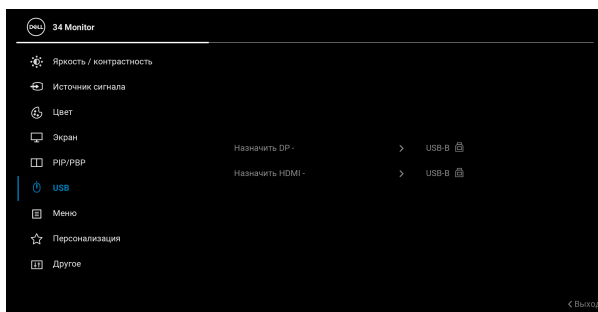 DELL
34 Monitor
Яркость / контрастность
Источник сигнала
Цвет
Экран
Назначить DP - USB-B
PIP/PBP
Назначить HDMI - USB-B
USB
Меню
Персонализация
Другое
Выход